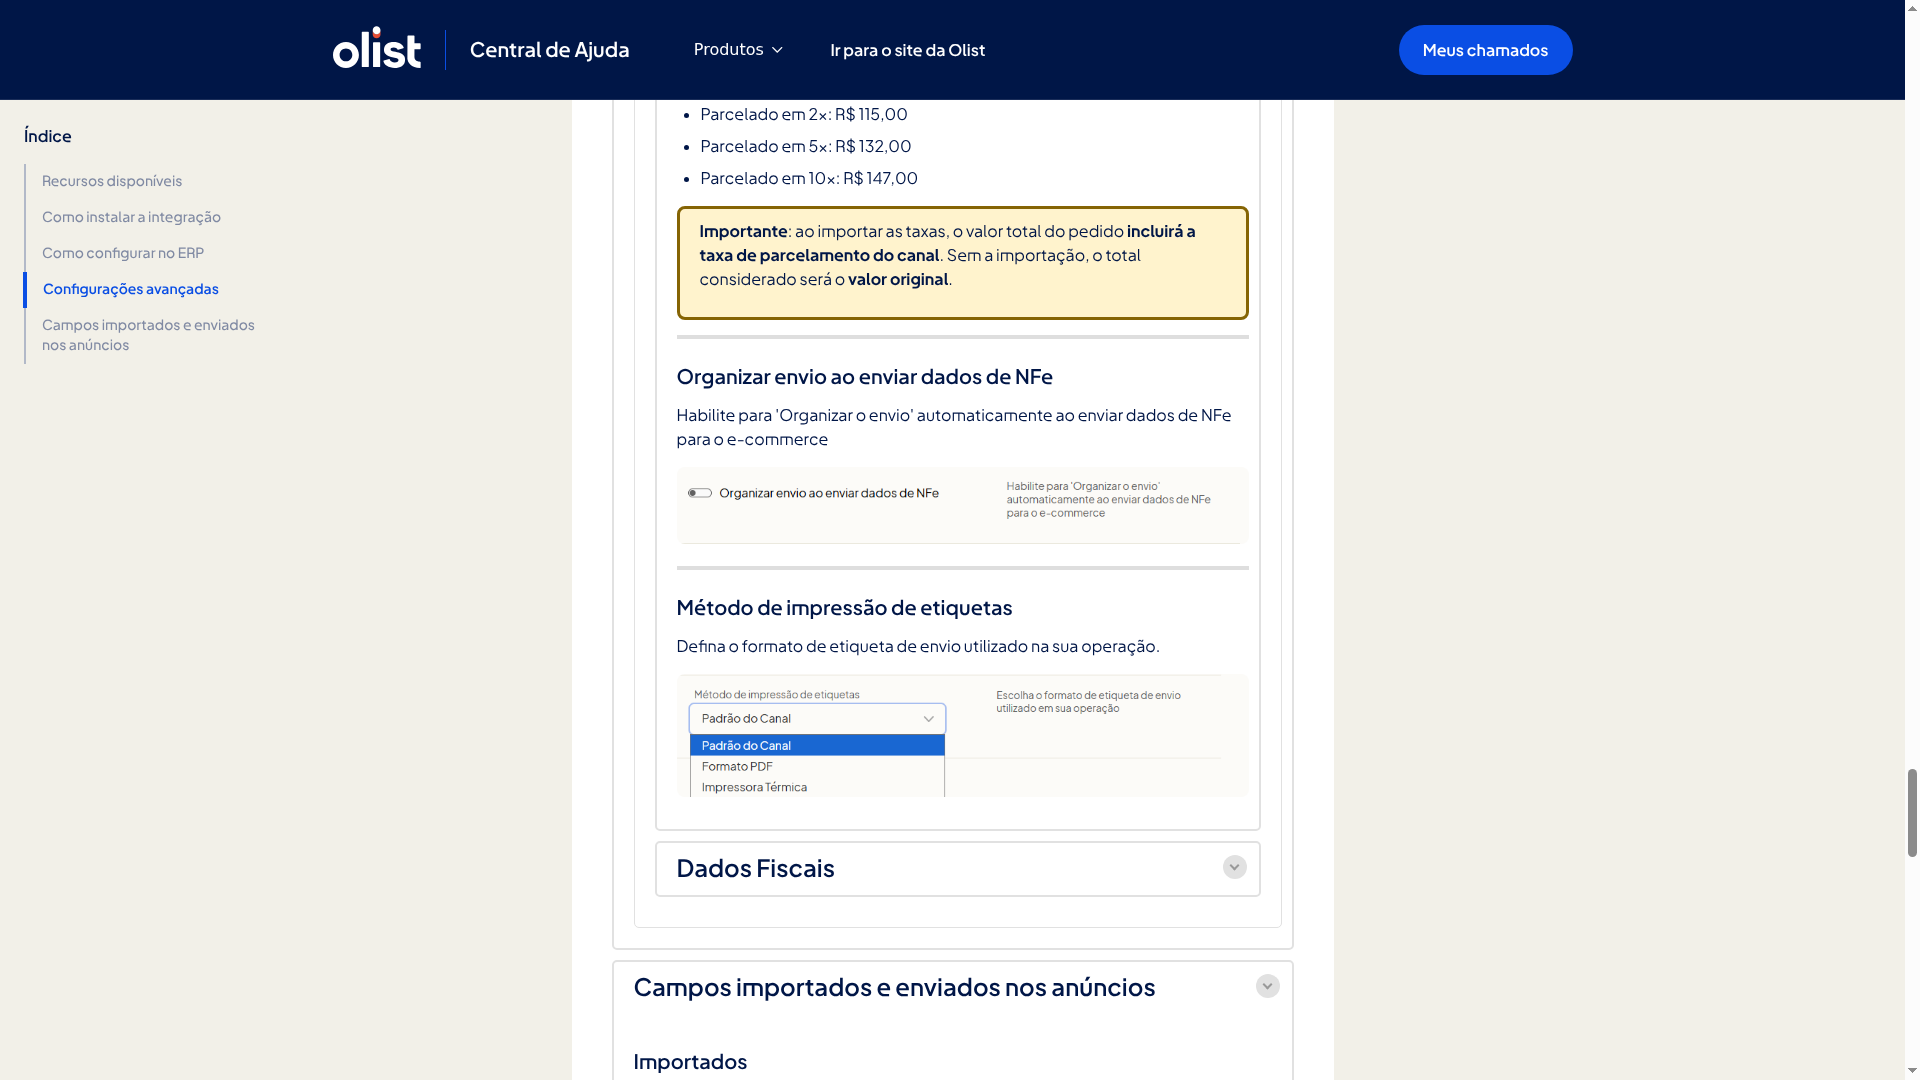 olist
Central de Ajuda
Produtos
Ir para o site da Olist
Meus chamados
Índice
Recursos disponíveis
Como instalar a integração
Como configurar no ERP
Configurações avançadas
Campos importados e enviados
nos anúncios
Parcelado em 2×: R$ 115,00
Parcelado em 5×: R$ 132,00
Parcelado em 10×: R$ 147,00
Importante: ao importar as taxas, o valor total do pedido incluirá a
taxa de parcelamento do canal. Sem a importação, o total
considerado será o valor original.
Organizar envio ao enviar dados de NFe
Habilite para 'Organizar o envio' automaticamente ao enviar dados de NFe
para o e-commerce
Organizar envio ao enviar dados de NFe
Habilite para 'Organizar o envio'
automaticamente ao enviar dados de NFe
para o e-commerce
Método de impressão de etiquetas
Defina o formato de etiqueta de envio utilizado na sua operação.
Método de impressão de etiquetas
Padrão do Canal
Padrão do Canal
Formato PDF
Impressora Térmica
Escolha o formato de etiqueta de envio
utilizado em sua operação
Dados Fiscais
Campos importados e enviados nos anúncios
Importados